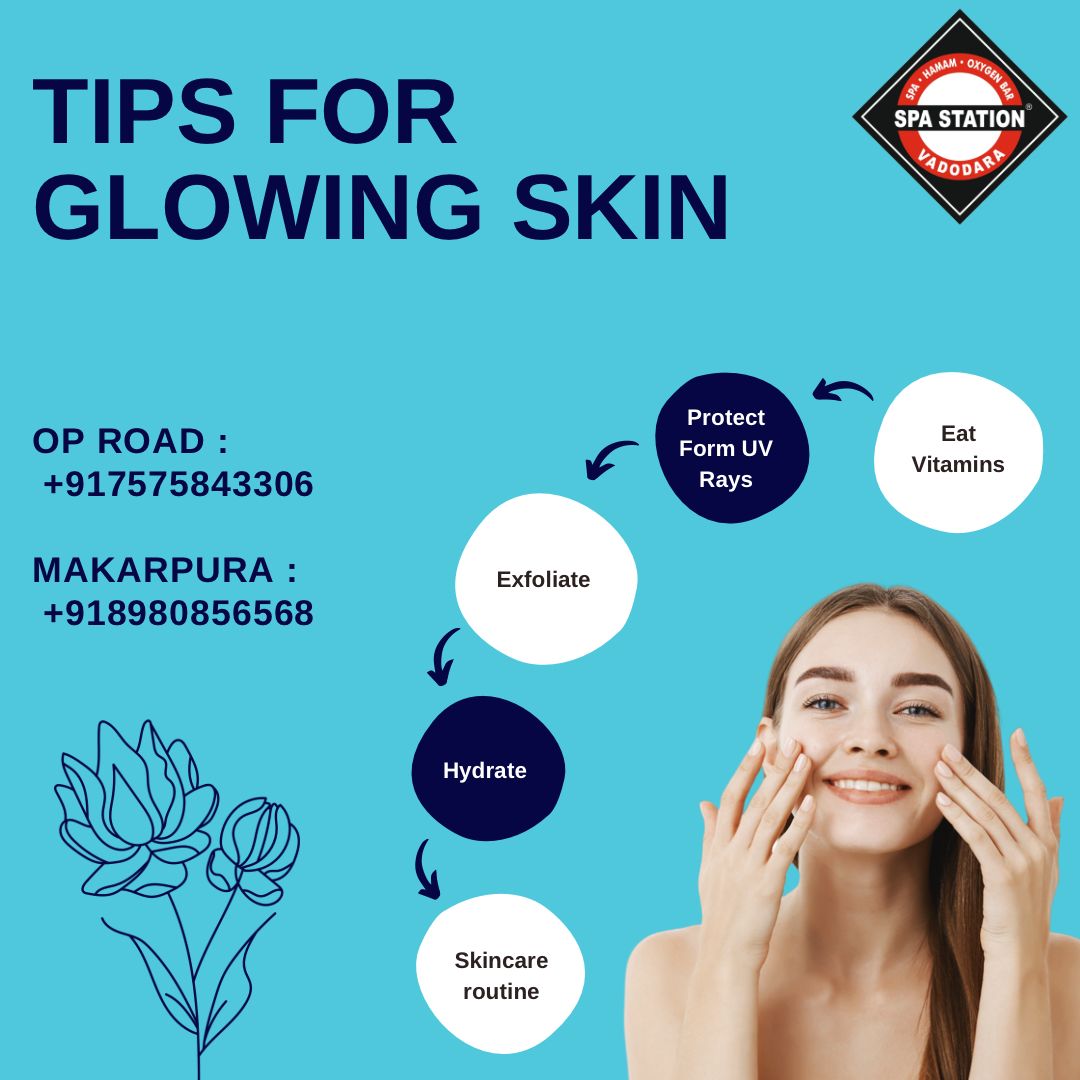 TIPS FOR
GLOWING SKIN
SPA • HAMAM • OXYGEN BAR
SPA STATION®
VADODARA
OP ROAD :
+917575843306
MAKARPURA :
+918980856568
Eat
Vitamins
Protect
Form UV
Rays
Exfoliate
Hydrate
Skincare
routine